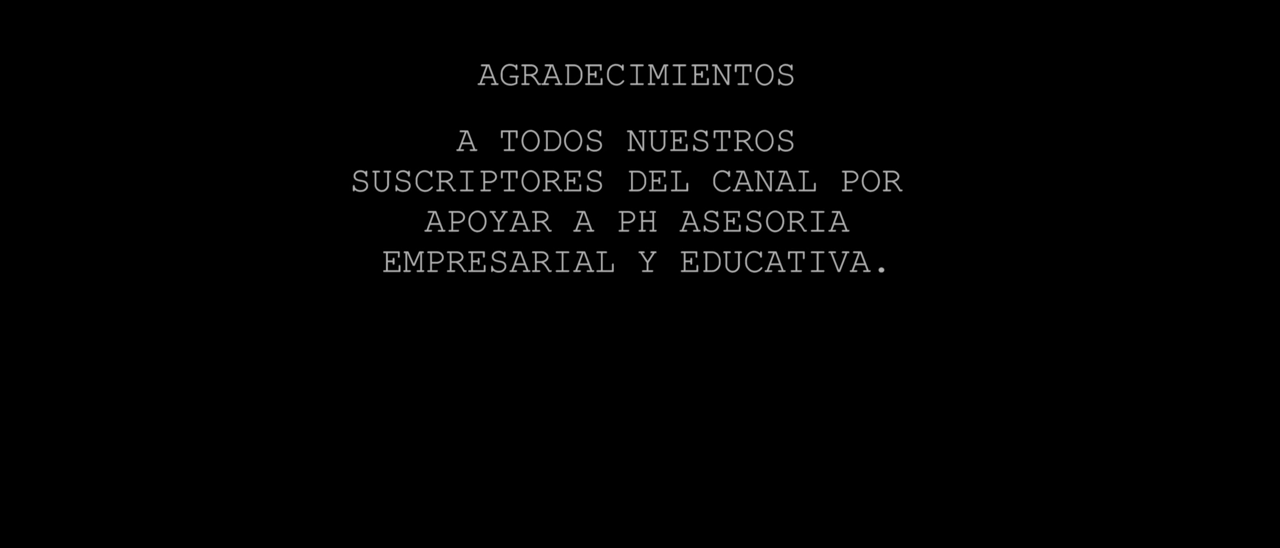 AGRADECIMIENTOS
A TODOS NUESTROS
SUSCRIPTORES DEL CANAL POR
APOYAR A PH ASESORIA
EMPRESARIAL Y EDUCATIVA.